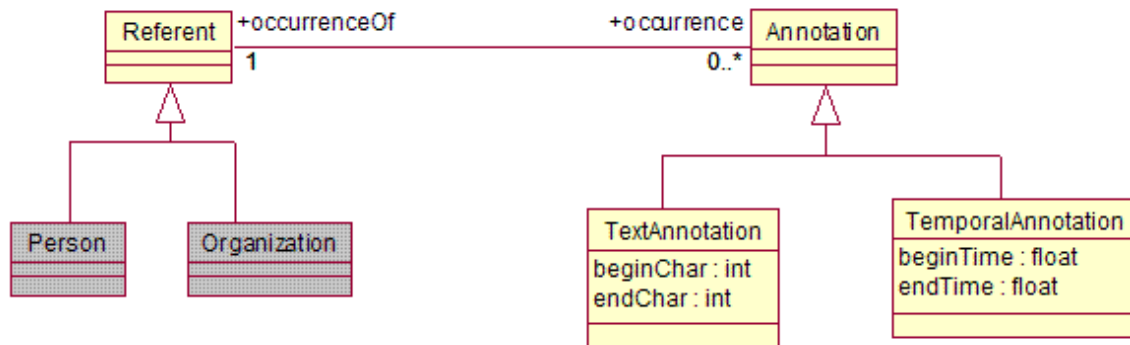 Referent
+occurrenceOf
+occurrence
Annotation
1
0..*
Person
Organization
TextAnnotation
beginChar : int
endChar : int
TemporalAnnotation
beginTime : float
endTime : float